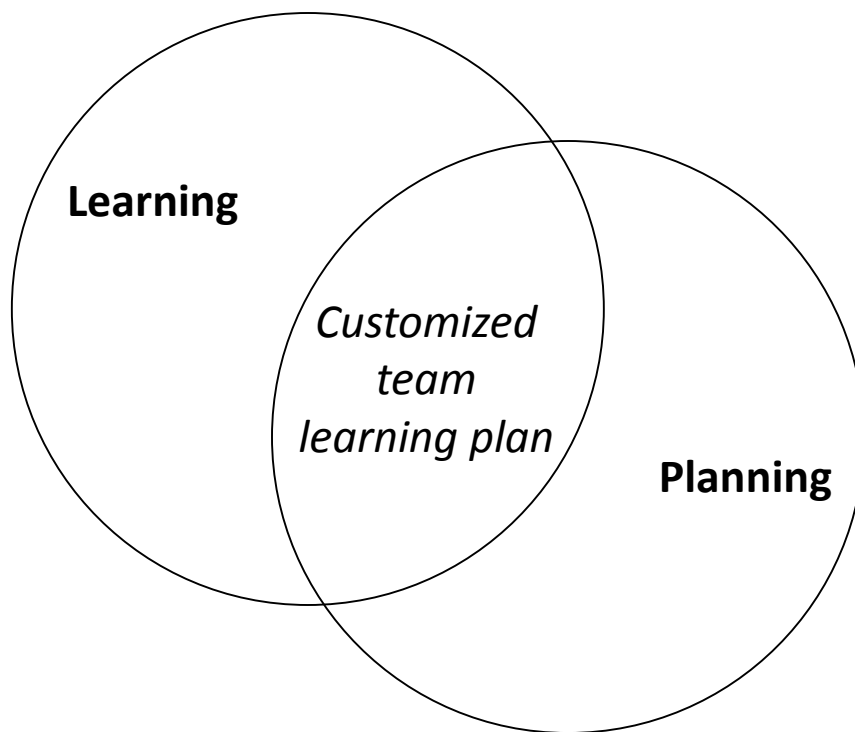 Learning
Customized
team
learning plan
Planning